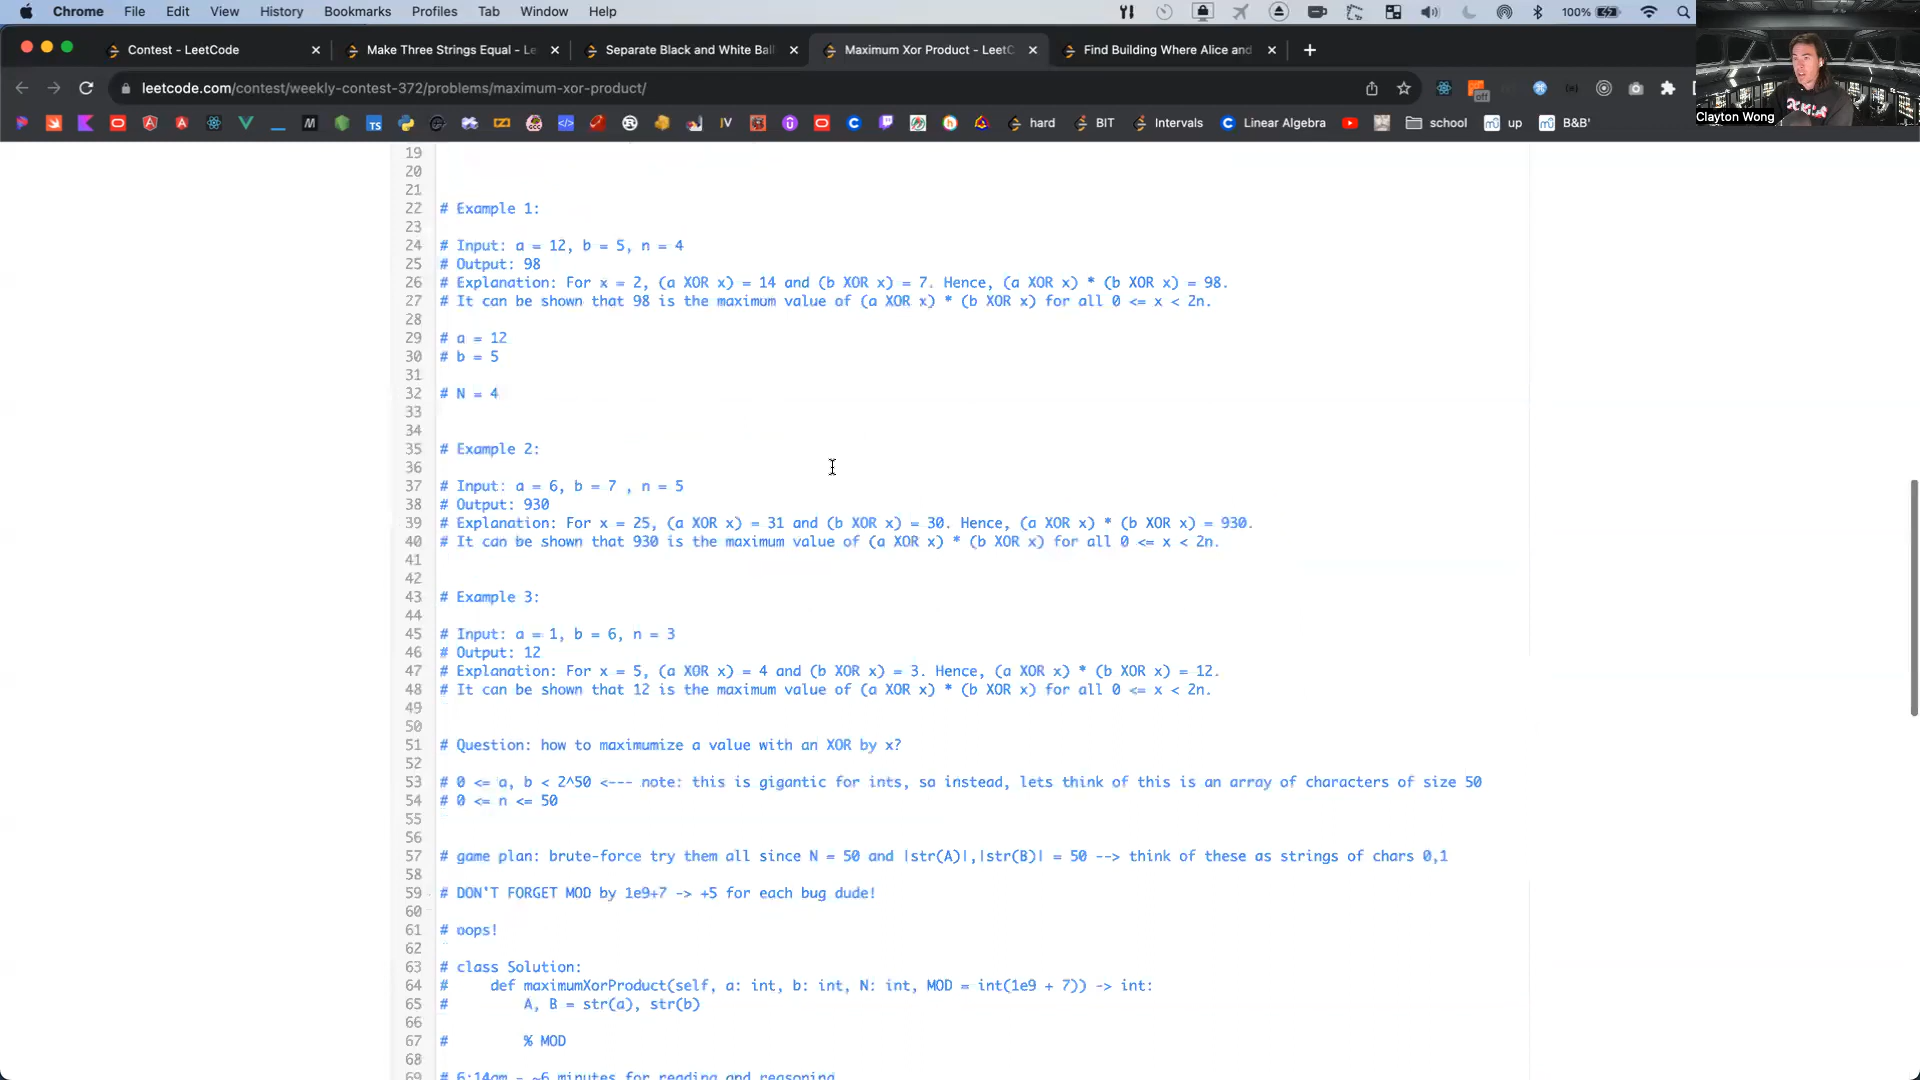 Chrome File Edit View History Bookmarks Profiles Tab Window Help 100%
Contest - LeetCode
Make Three Strings Equal - Le
Separate Black and White Ball
Maximum Xor Product - LeetC
Find Building Where Alice and
leetcode.com/contest/weekly-contest-372/problems/maximum-xor-product/
off
Clayton Wong
TS IV hard BIT Intervals Linear Algebra school up B&B'
19
20
21
22 # Example 1:
23
24 # Input: a = 12, b = 5, n = 4
25 # Output: 98
26 # Explanation: For x = 2, (a XOR x) = 14 and (b XOR x) = 7. Hence, (a XOR x) * (b XOR x) = 98.
27 # It can be shown that 98 is the maximum value of (a XOR x) * (b XOR x) for all 0 <= x < 2n.
28
29 # a = 12
30 # b = 5
31
32 # N = 4
33
34
35 # Example 2:
36
37 # Input: a = 6, b = 7 , n = 5
38 # Output: 930
39 # Explanation: For x = 25, (a XOR x) = 31 and (b XOR x) = 30. Hence, (a XOR x) * (b XOR x) = 930.
40 # It can be shown that 930 is the maximum value of (a XOR x) * (b XOR x) for all 0 <= x < 2n.
41
42
43 # Example 3:
44
45 # Input: a = 1, b = 6, n = 3
46 # Output: 12
47 # Explanation: For x = 5, (a XOR x) = 4 and (b XOR x) = 3. Hence, (a XOR x) * (b XOR x) = 12.
48 # It can be shown that 12 is the maximum value of (a XOR x) * (b XOR x) for all 0 <= x < 2n.
49
50
51 # Question: how to maximumize a value with an XOR by x?
52
53 # 0 <= a, b < 2^50 <--- note: this is gigantic for ints, so instead, lets think of this is an array of characters of size 50
54 # 0 <= n <= 50
55
56
57 # game plan: brute-force try them all since N = 50 and |str(A)|,|str(B)| = 50 --> think of these as strings of chars 0,1
58
59 # DON'T FORGET MOD by 1e9+7 -> +5 for each bug dude!
60
61 # oops!
62
63 # class Solution:
64 #     def maximumXorProduct(self, a: int, b: int, N: int, MOD = int(1e9 + 7)) -> int:
65 #         A, B = str(a), str(b)
66
67 #         % MOD
68
69 # 6:14am - ~6 minutes for reading and reasoning